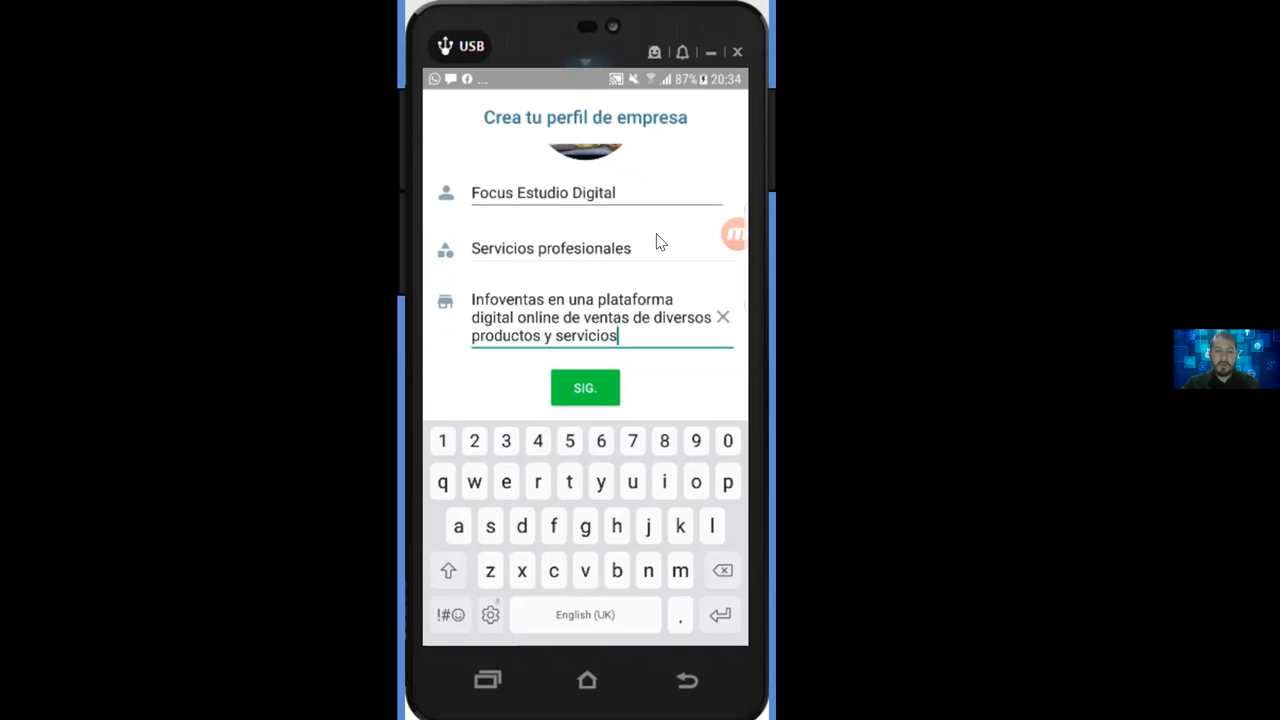 USB
... 87% 20:34
Crea tu perfil de empresa
Focus Estudio Digital
Servicios profesionales
Infoventas en una plataforma
digital online de ventas de diversos
productos y servicios
SIG.
1 2 3 4 5 6 7 8 9 0
q w e r t y u i o p
a s d f g h j k l
z x c v b n m
!#☺ English (UK) .